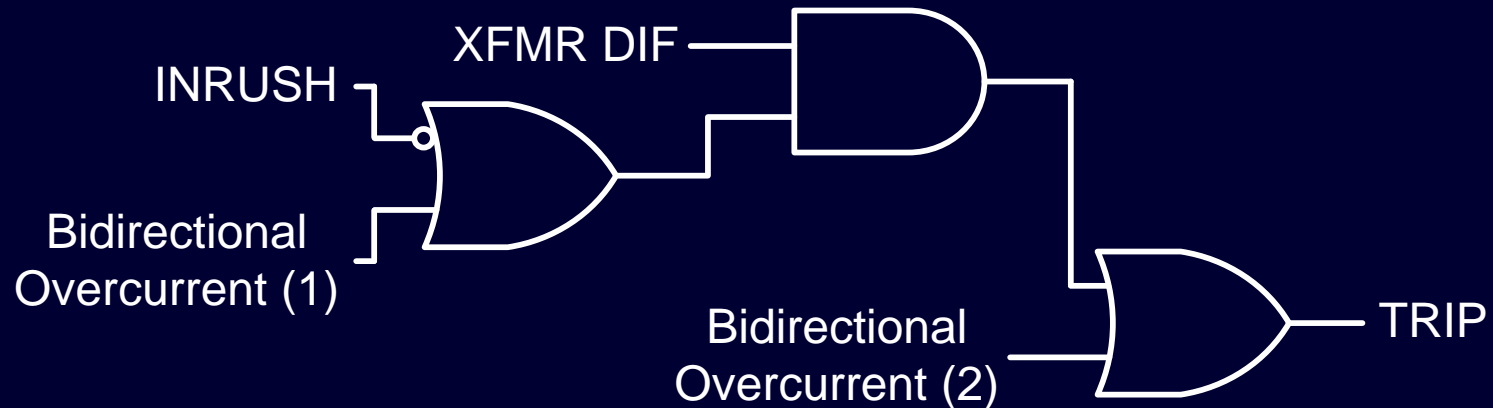 XFMR DIF
INRUSH
Bidirectional
Overcurrent (1)
Bidirectional
Overcurrent (2)
TRIP